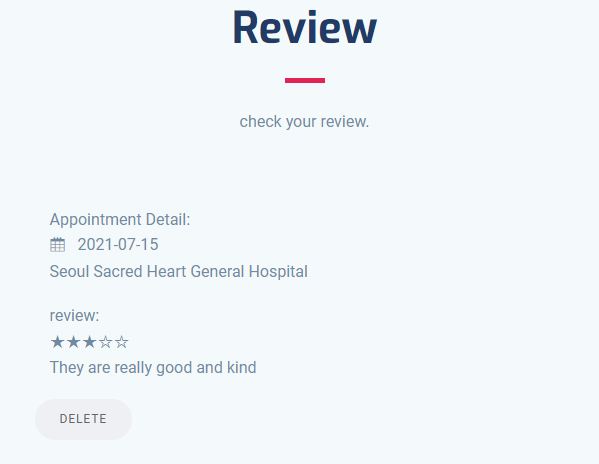 Review
check your review.
Appointment Detail:
2021-07-15
Seoul Sacred Heart General Hospital
review:
★★★☆☆
They are really good and kind
DELETE